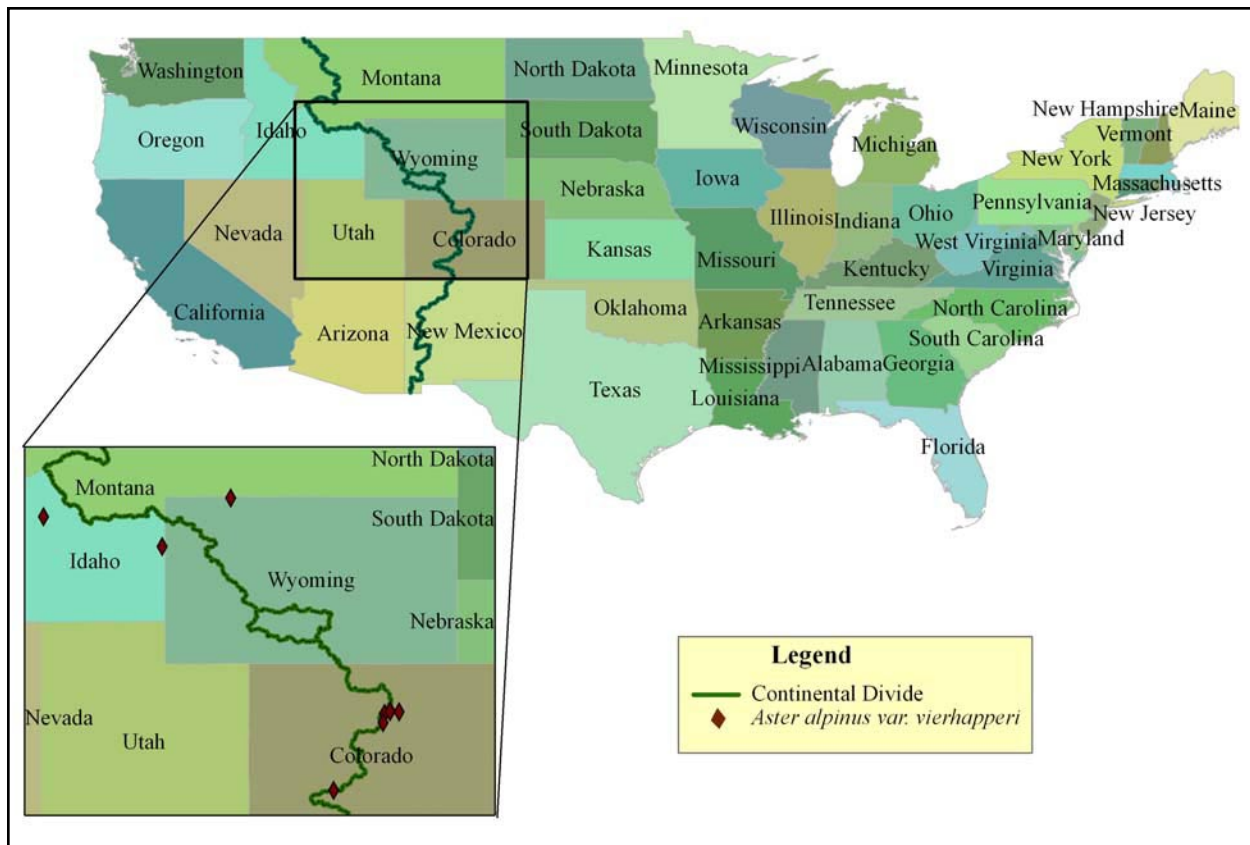 Washington
Montana
North Dakota
Minnesota
Oregon
Idaho
South Dakota
Wisconsin
Michigan
New Hampshire
Maine
Vermont
New York
Wyoming
Massachusetts
Nebraska
Iowa
Pennsylvania
New Jersey
Nevada
Utah
Colorado
Kansas
Illinois
Indiana
Ohio
West Virginia
Maryland
Missouri
Kentucky
Virginia
California
Arizona
New Mexico
Oklahoma
Arkansas
Tennessee
North Carolina
South Carolina
Mississippi
Alabama
Georgia
Texas
Louisiana
Florida
North Dakota
Montana
South Dakota
Idaho
Wyoming
Nebraska
Nevada
Utah
Colorado
Legend
Continental Divide
Aster alpinus var. vierhapperi